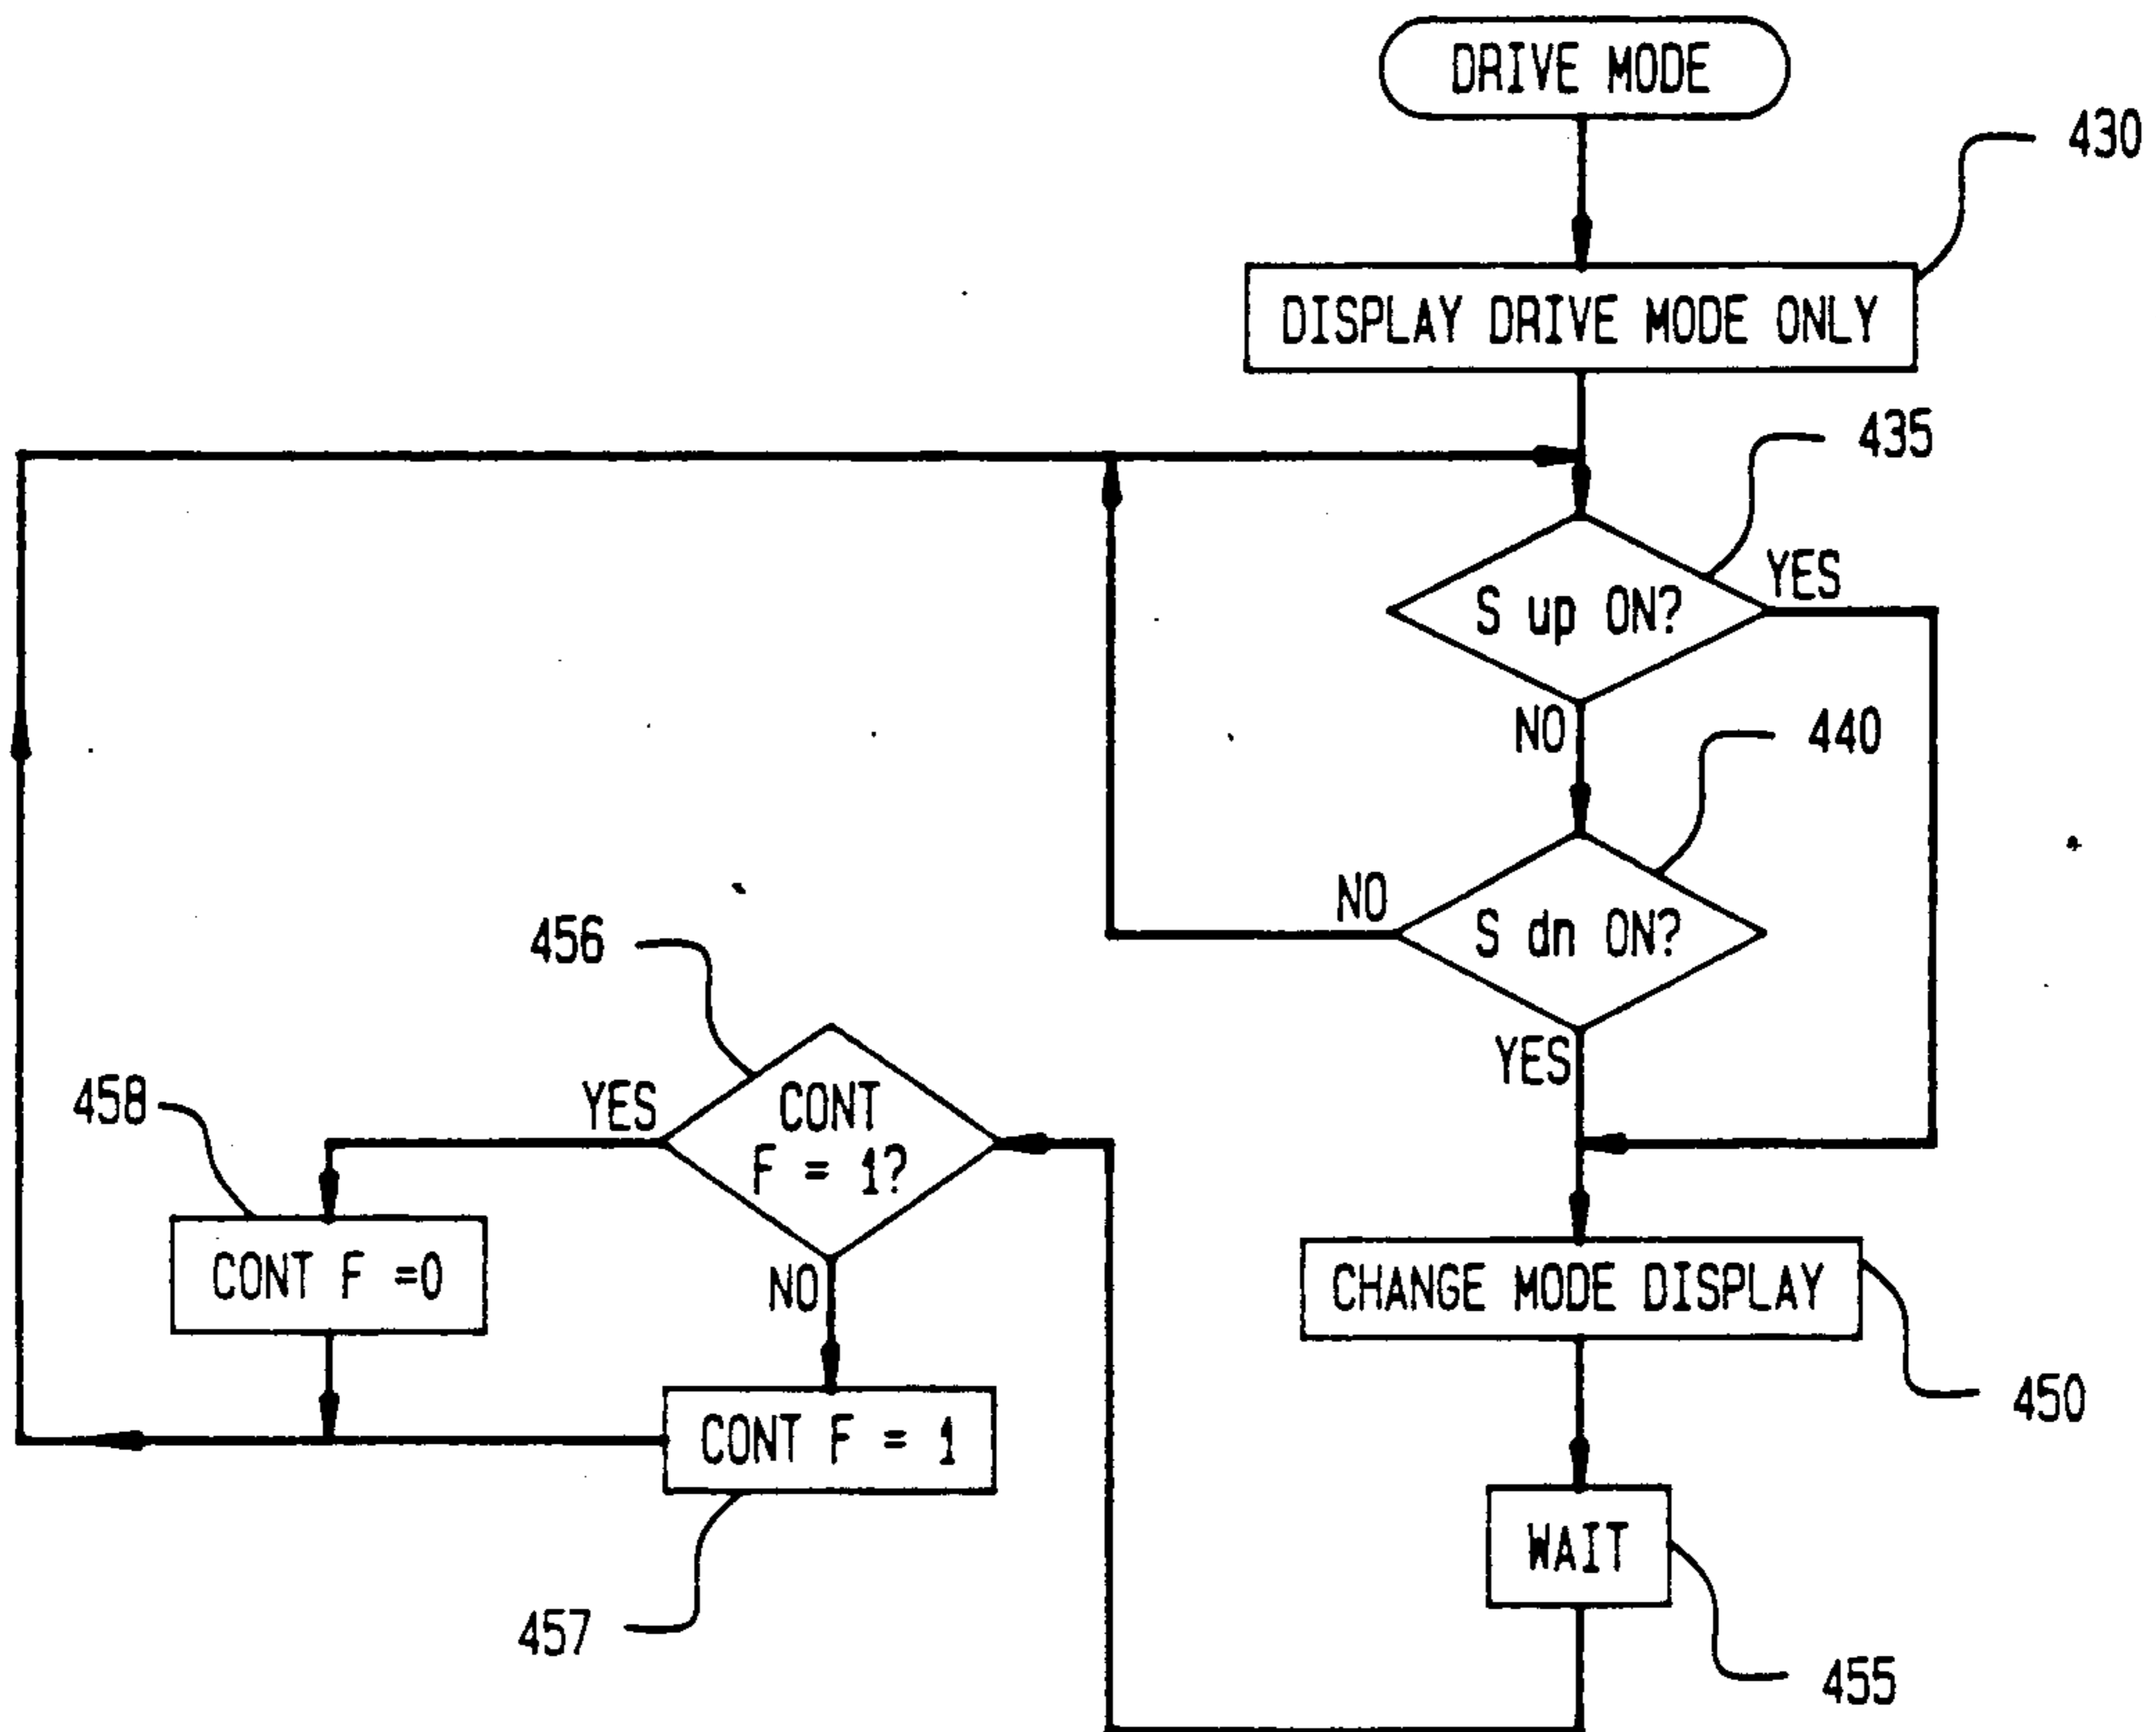 DRIVE MODE
430
DISPLAY DRIVE MODE ONLY
435
S up ON?
YES
NO
440
S dn ON?
NO
YES
456
CONT
F = 1?
YES
NO
458
CONT F =0
CONT F = 1
457
CHANGE MODE DISPLAY
450
WAIT
455